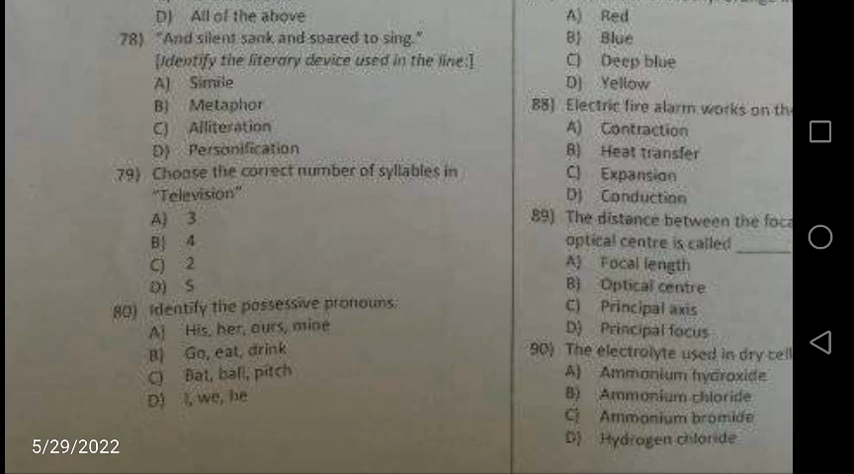 D) All of the above
78) "And silent sank and soared to sing."
[Identify the literary device used in the line:]
A) Simile
B) Metaphor
C) Alliteration
D) Personification
79) Choose the correct number of syllables in
"Television"
A) 3
B) 4
C) 2
D) 5
80) Identify the possessive pronouns.
A) His, her, ours, mine
B) Go, eat, drink
C) Bat, ball, pitch
D) I, we, he
A) Red
B) Blue
C) Deep blue
D) Yellow
88) Electric fire alarm works on the
A) Contraction
B) Heat transfer
C) Expansion
D) Conduction
89) The distance between the foca
optical centre is called ______
A) Focal length
B) Optical centre
C) Principal axis
D) Principal focus
90) The electrolyte used in dry cell
A) Ammonium hydroxide
B) Ammonium chloride
C) Ammonium bromide
D) Hydrogen chloride
5/29/2022